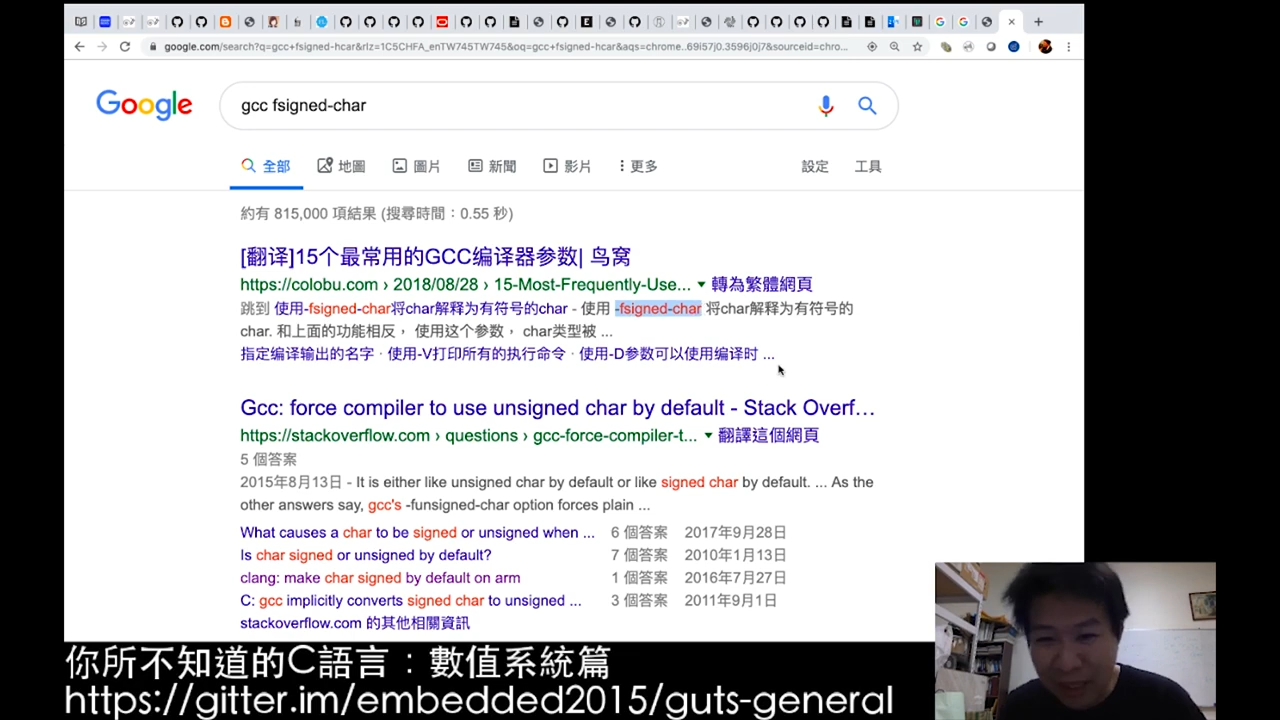 google.com/search?q=gcc+fsigned-hcar&rlz=1C5CHFA_enTW745TW745&oq=gcc+fsigned-hcar&aqs=chrome..69i57j0.3596j0j7&sourceid=chro...
Google
gcc fsigned-char
全部 地圖 圖片 新聞 影片 更多 設定 工具
約有 815,000 項結果 (搜尋時間：0.55 秒)
[翻译]15个最常用的GCC编译器参数| 鸟窝
https://colobu.com › 2018/08/28 › 15-Most-Frequently-Use... ▼ 轉為繁體網頁
跳到 使用-fsigned-char将char解释为有符号的char - 使用 -fsigned-char 将char解释为有符号的
char. 和上面的功能相反， 使用这个参数， char类型被 ...
指定编译输出的名字 · 使用-V打印所有的执行命令 · 使用-D参数可以使用编译时 ...
Gcc: force compiler to use unsigned char by default - Stack Overf...
https://stackoverflow.com › questions › gcc-force-compiler-t... ▼ 翻譯這個網頁
5 個答案
2015年8月13日 - It is either like unsigned char by default or like signed char by default. ... As the
other answers say, gcc's -funsigned-char option forces plain ...
What causes a char to be signed or unsigned when ... 6 個答案 2017年9月28日
Is char signed or unsigned by default? 7 個答案 2010年1月13日
clang: make char signed by default on arm 1 個答案 2016年7月27日
C: gcc implicitly converts signed char to unsigned ... 3 個答案 2011年9月1日
stackoverflow.com 的其他相關資訊
你所不知道的C語言：數值系統篇
https://gitter.im/embedded2015/guts-general